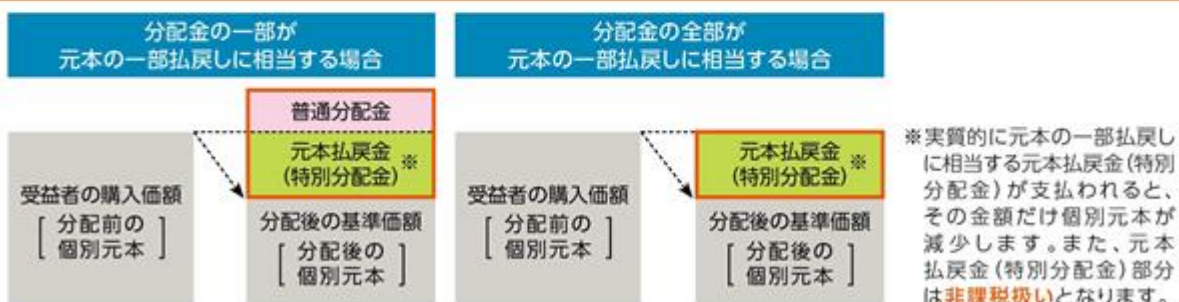 分配金の一部が
元本の一部払戻しに相当する場合
普通分配金
元本払戻金
(特別分配金)
※
受益者の購入価額
分配前の
個別元本
分配後の基準価額
分配後の
個別元本
分配金の全部が
元本の一部払戻しに相当する場合
元本払戻金
(特別分配金)
※
受益者の購入価額
分配前の
個別元本
分配後の基準価額
分配後の
個別元本
※実質的に元本の一部払戻し
に相当する元本払戻金(特別
分配金)が支払われると、
その金額だけ個別元本が
減少します。また、元本
払戻金(特別分配金)部分
は非課税扱いとなります。